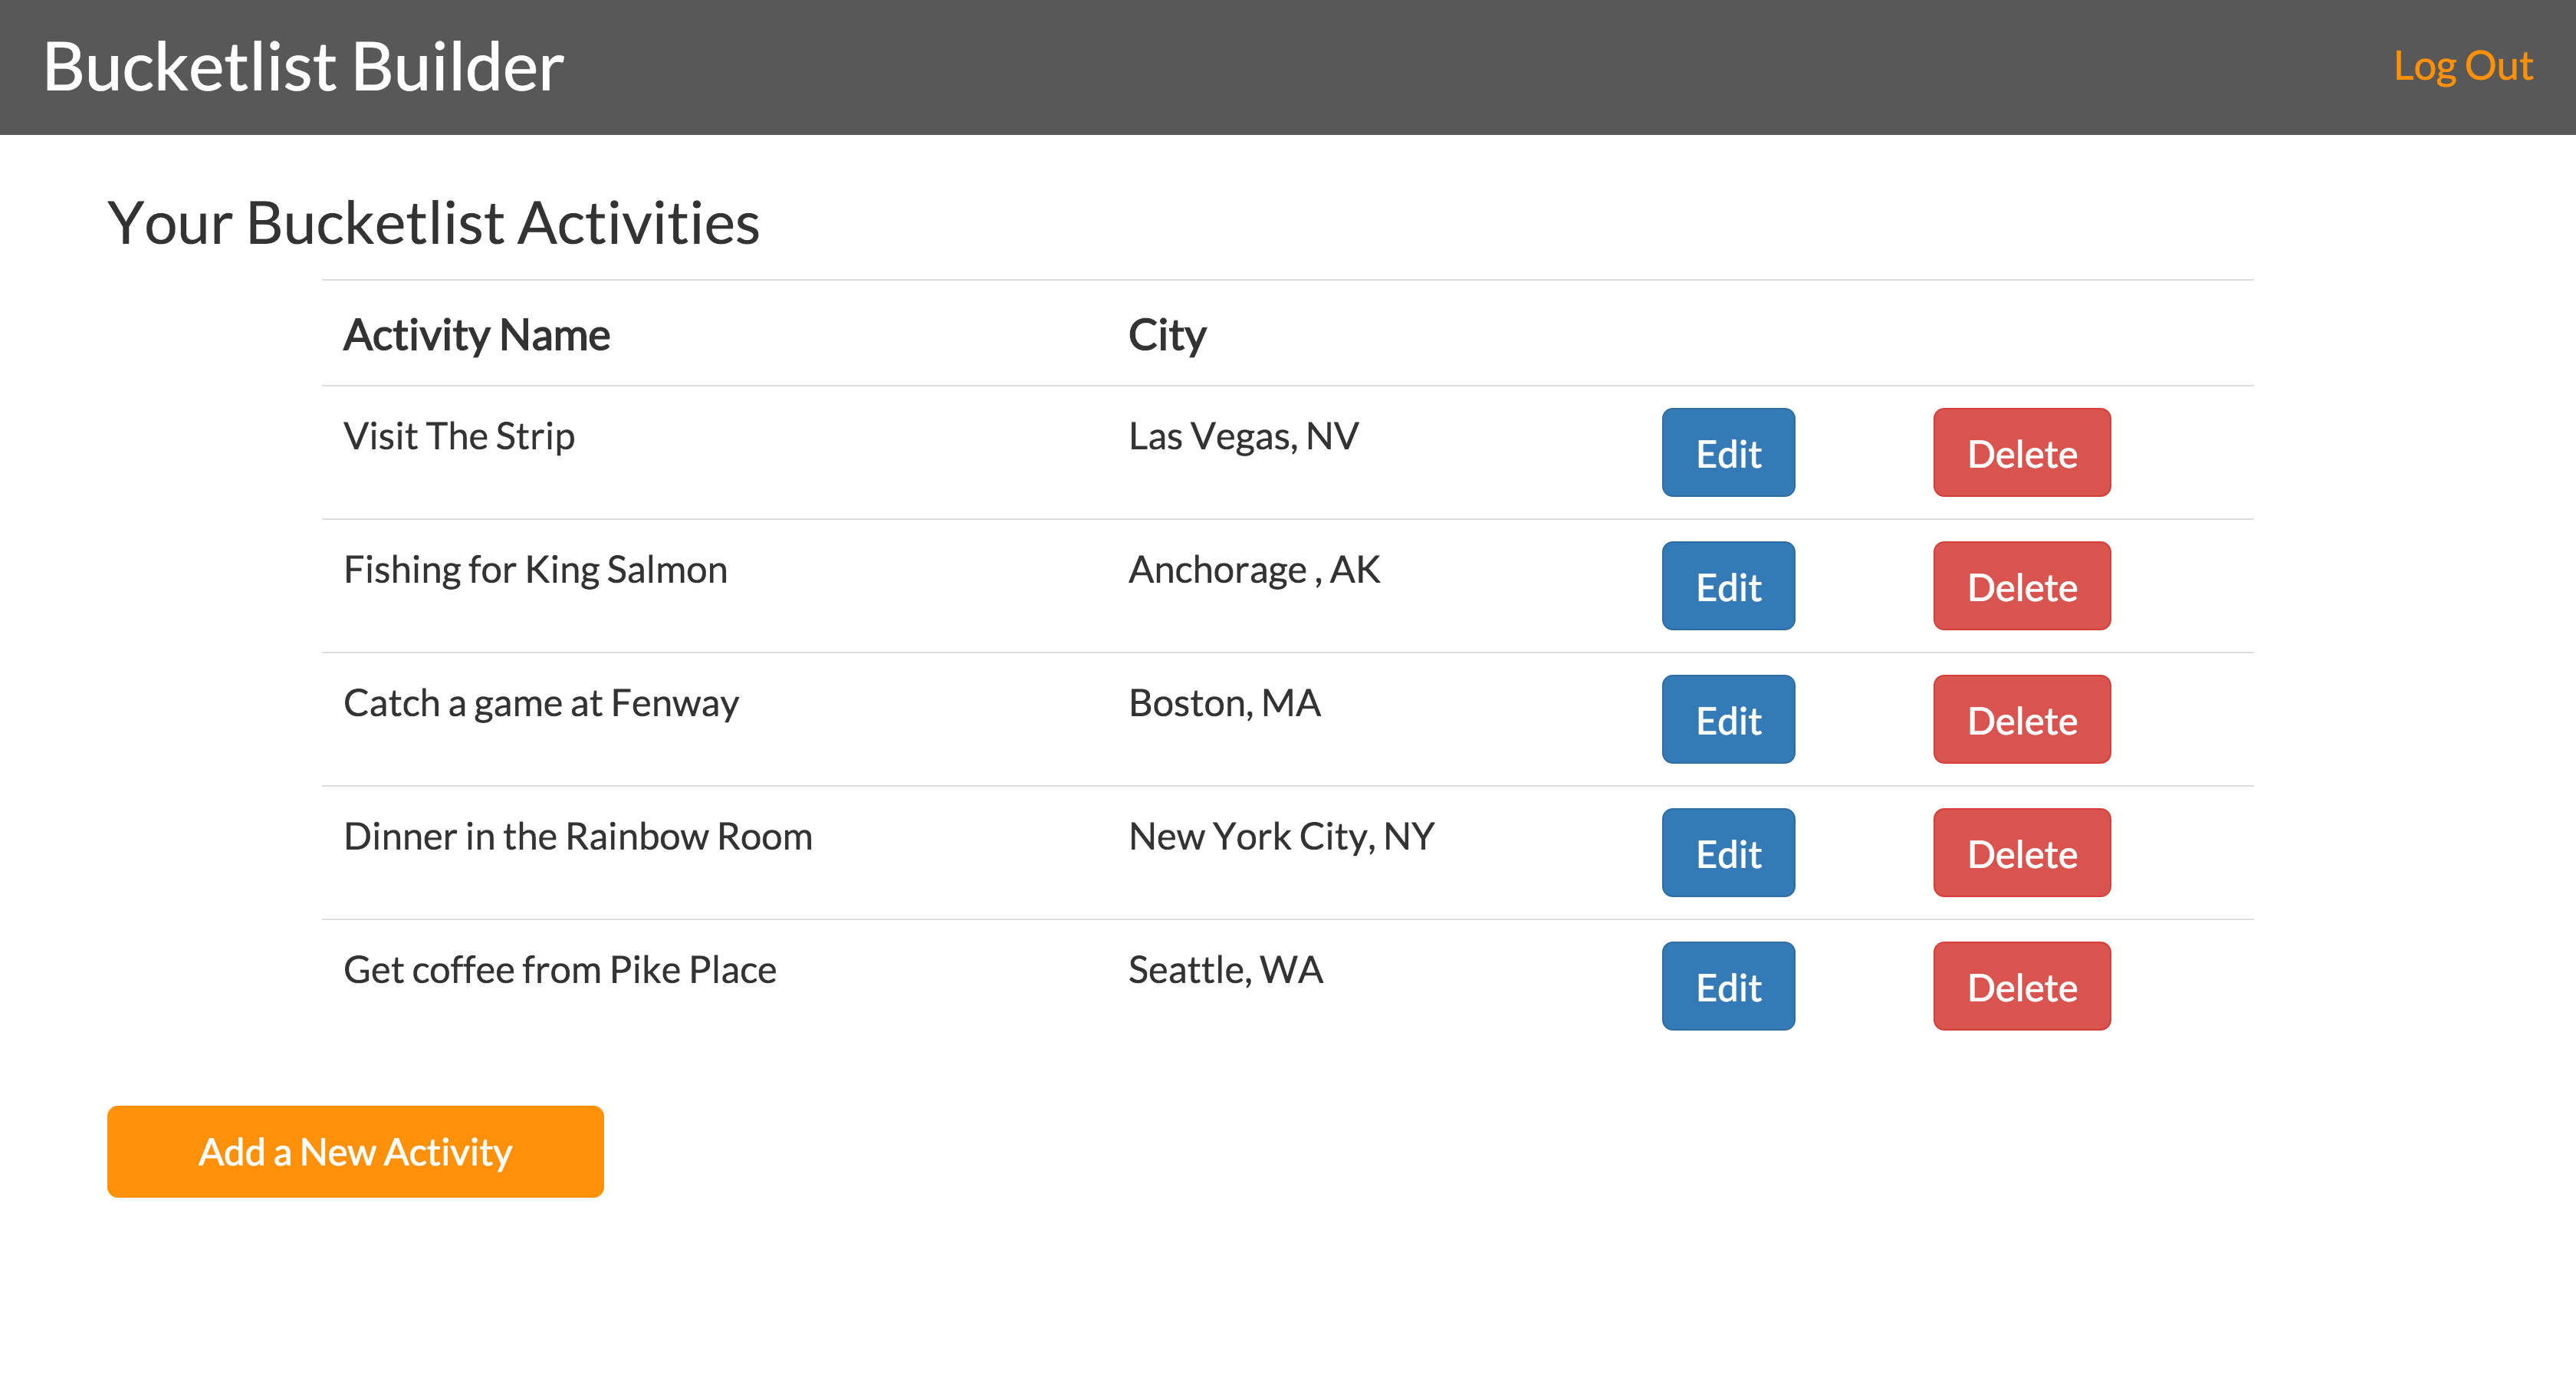 Bucketlist Builder Log Out
Your Bucketlist Activities
Activity Name City
Visit The Strip Las Vegas, NV Edit Delete
Fishing for King Salmon Anchorage , AK Edit Delete
Catch a game at Fenway Boston, MA Edit Delete
Dinner in the Rainbow Room New York City, NY Edit Delete
Get coffee from Pike Place Seattle, WA Edit Delete
Add a New Activity